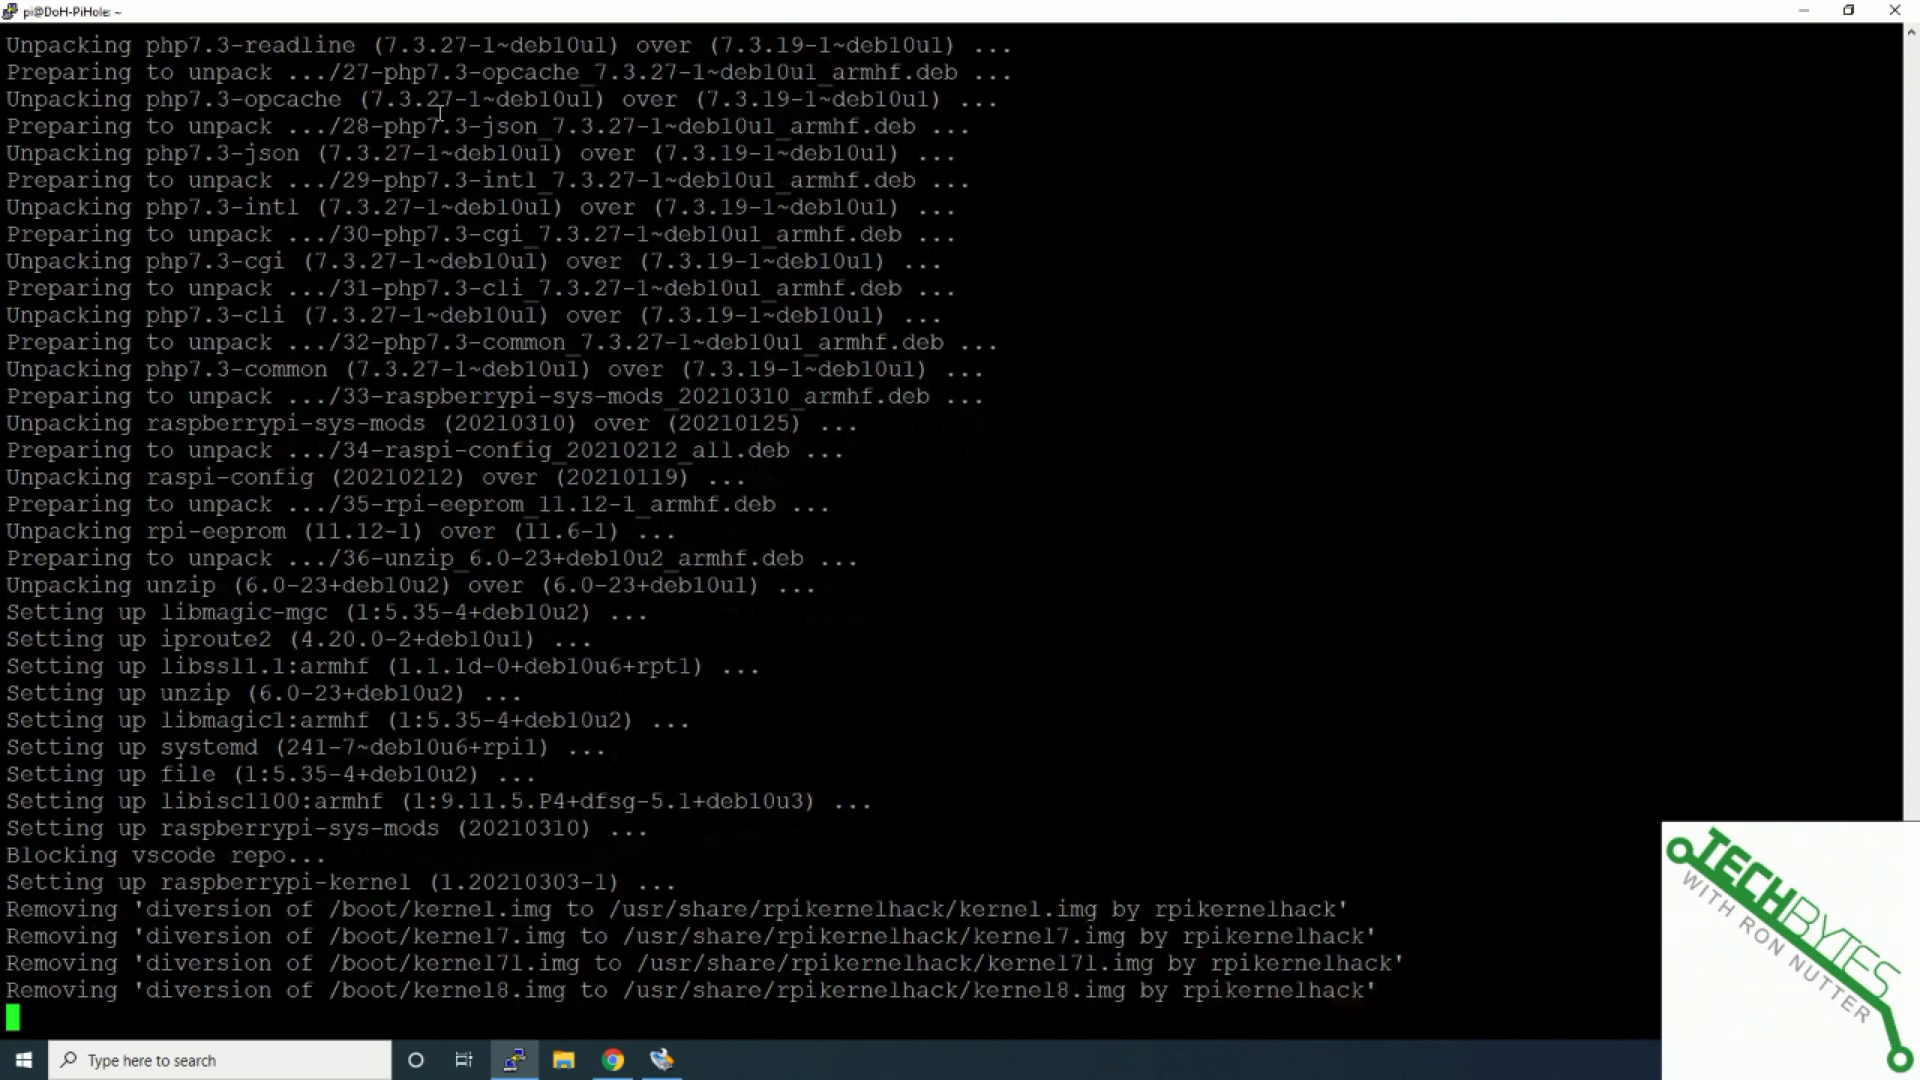 pi@DoH-PiHole: ~
Unpacking php7.3-readline (7.3.27-1~deb10u1) over (7.3.19-1~deb10u1) ...
Preparing to unpack .../27-php7.3-opcache_7.3.27-1~deb10u1_armhf.deb ...
Unpacking php7.3-opcache (7.3.27-1~deb10u1) over (7.3.19-1~deb10u1) ...
Preparing to unpack .../28-php7.3-json_7.3.27-1~deb10u1_armhf.deb ...
Unpacking php7.3-json (7.3.27-1~deb10u1) over (7.3.19-1~deb10u1) ...
Preparing to unpack .../29-php7.3-intl_7.3.27-1~deb10u1_armhf.deb ...
Unpacking php7.3-intl (7.3.27-1~deb10u1) over (7.3.19-1~deb10u1) ...
Preparing to unpack .../30-php7.3-cgi_7.3.27-1~deb10u1_armhf.deb ...
Unpacking php7.3-cgi (7.3.27-1~deb10u1) over (7.3.19-1~deb10u1) ...
Preparing to unpack .../31-php7.3-cli_7.3.27-1~deb10u1_armhf.deb ...
Unpacking php7.3-cli (7.3.27-1~deb10u1) over (7.3.19-1~deb10u1) ...
Preparing to unpack .../32-php7.3-common_7.3.27-1~deb10u1_armhf.deb ...
Unpacking php7.3-common (7.3.27-1~deb10u1) over (7.3.19-1~deb10u1) ...
Preparing to unpack .../33-raspberrypi-sys-mods_20210310_armhf.deb ...
Unpacking raspberrypi-sys-mods (20210310) over (20210125) ...
Preparing to unpack .../34-raspi-config_20210212_all.deb ...
Unpacking raspi-config (20210212) over (20210119) ...
Preparing to unpack .../35-rpi-eeprom_11.12-1_armhf.deb ...
Unpacking rpi-eeprom (11.12-1) over (11.6-1) ...
Preparing to unpack .../36-unzip_6.0-23+deb10u2_armhf.deb ...
Unpacking unzip (6.0-23+deb10u2) over (6.0-23+deb10u1) ...
Setting up libmagic-mgc (1:5.35-4+deb10u2) ...
Setting up iproute2 (4.20.0-2+deb10u1) ...
Setting up libssl1.1:armhf (1.1.1d-0+deb10u6+rpt1) ...
Setting up unzip (6.0-23+deb10u2) ...
Setting up libmagic1:armhf (1:5.35-4+deb10u2) ...
Setting up systemd (241-7~deb10u6+rpi1) ...
Setting up file (1:5.35-4+deb10u2) ...
Setting up libisc1100:armhf (1:9.11.5.P4+dfsg-5.1+deb10u3) ...
Setting up raspberrypi-sys-mods (20210310) ...
Blocking vscode repo...
Setting up raspberrypi-kernel (1.20210303-1) ...
Removing 'diversion of /boot/kernel.img to /usr/share/rpikernelhack/kernel.img by rpikernelhack'
Removing 'diversion of /boot/kernel7.img to /usr/share/rpikernelhack/kernel7.img by rpikernelhack'
Removing 'diversion of /boot/kernel7l.img to /usr/share/rpikernelhack/kernel7l.img by rpikernelhack'
Removing 'diversion of /boot/kernel8.img to /usr/share/rpikernelhack/kernel8.img by rpikernelhack'
TECHBYTES
WITH RON NUTTER
Type here to search